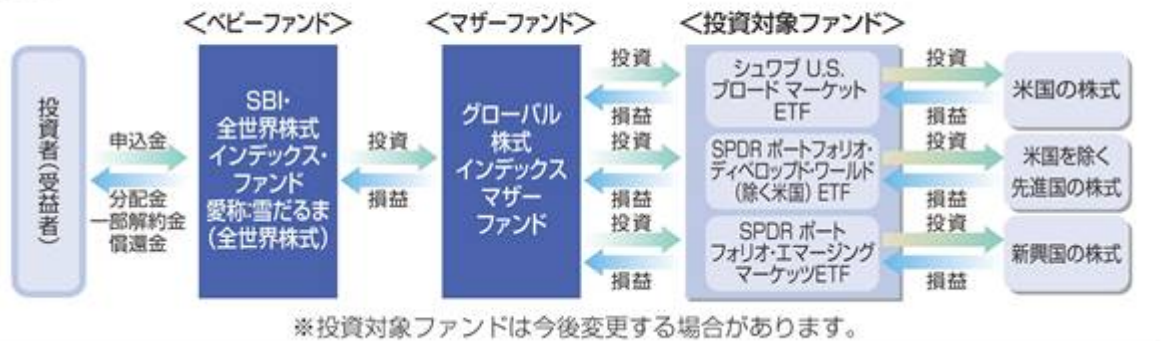 <ベビーファンド>
<マザーファンド>
<投資対象ファンド>
投資者(受益者)
申込金
分配金
一部解約金
償還金
SBI・
全世界株式
インデックス・
ファンド
愛称:雪だるま
(全世界株式)
投資
損益
グローバル
株式
インデックス
マザー
ファンド
投資
損益
投資
損益
投資
損益
シュワブ U.S.
ブロード マーケット
ETF
SPDR ポートフォリオ・
ディベロップド・ワールド
(除く米国) ETF
SPDR ポート
フォリオ・エマージング
マーケッツETF
投資
損益
投資
損益
投資
損益
米国の株式
米国を除く
先進国の株式
新興国の株式
※投資対象ファンドは今後変更する場合があります。